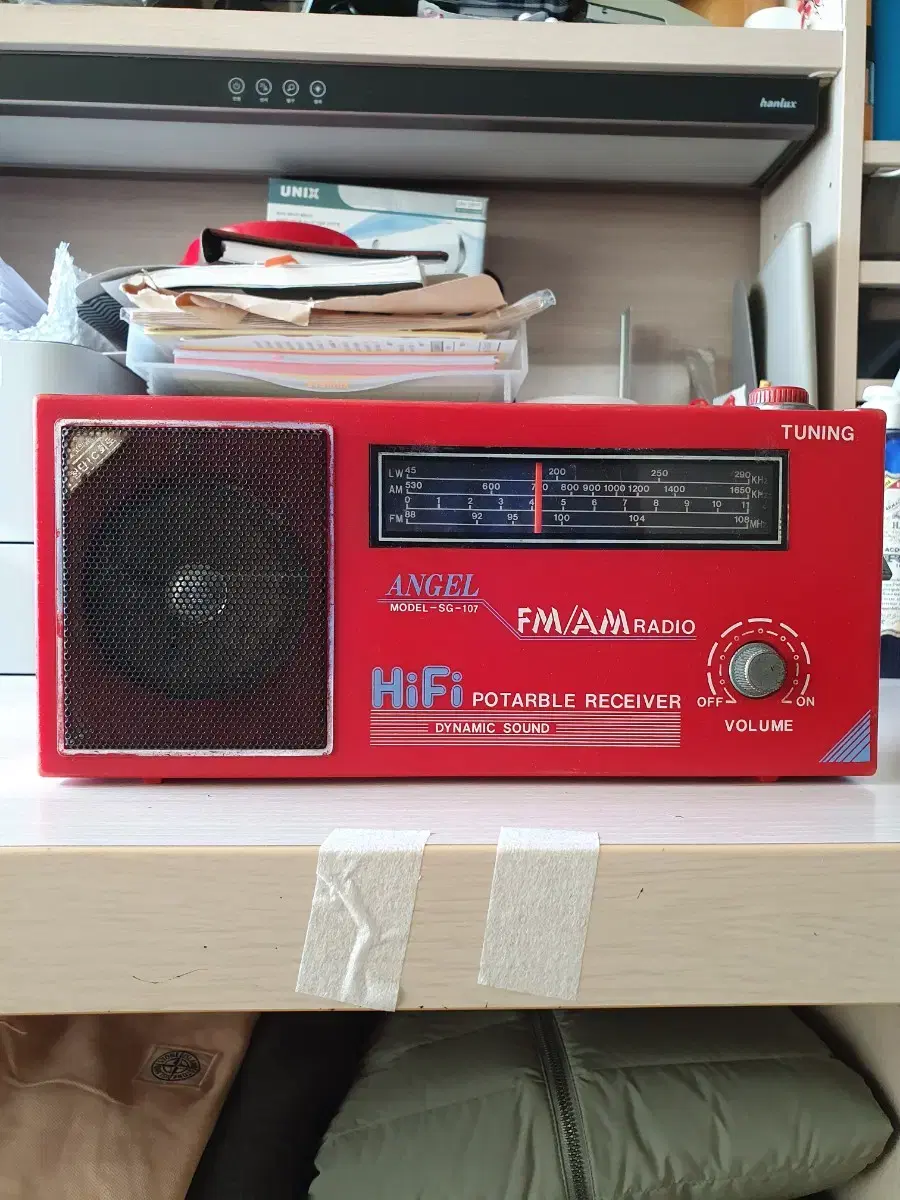 hanlux
UNIX
TUNING
LW 45 200 250 290 KHz
AM 530 600 800 900 1000 1200 1400 1650 KHz
0 1 2 3 4 5 6 7 8 9 10 11
FM 88 92 95 100 104 108 MHz
ANGEL
MODEL-SG-107
FM/AM RADIO
HiFi POTARBLE RECEIVER
DYNAMIC SOUND
OFF ON
VOLUME